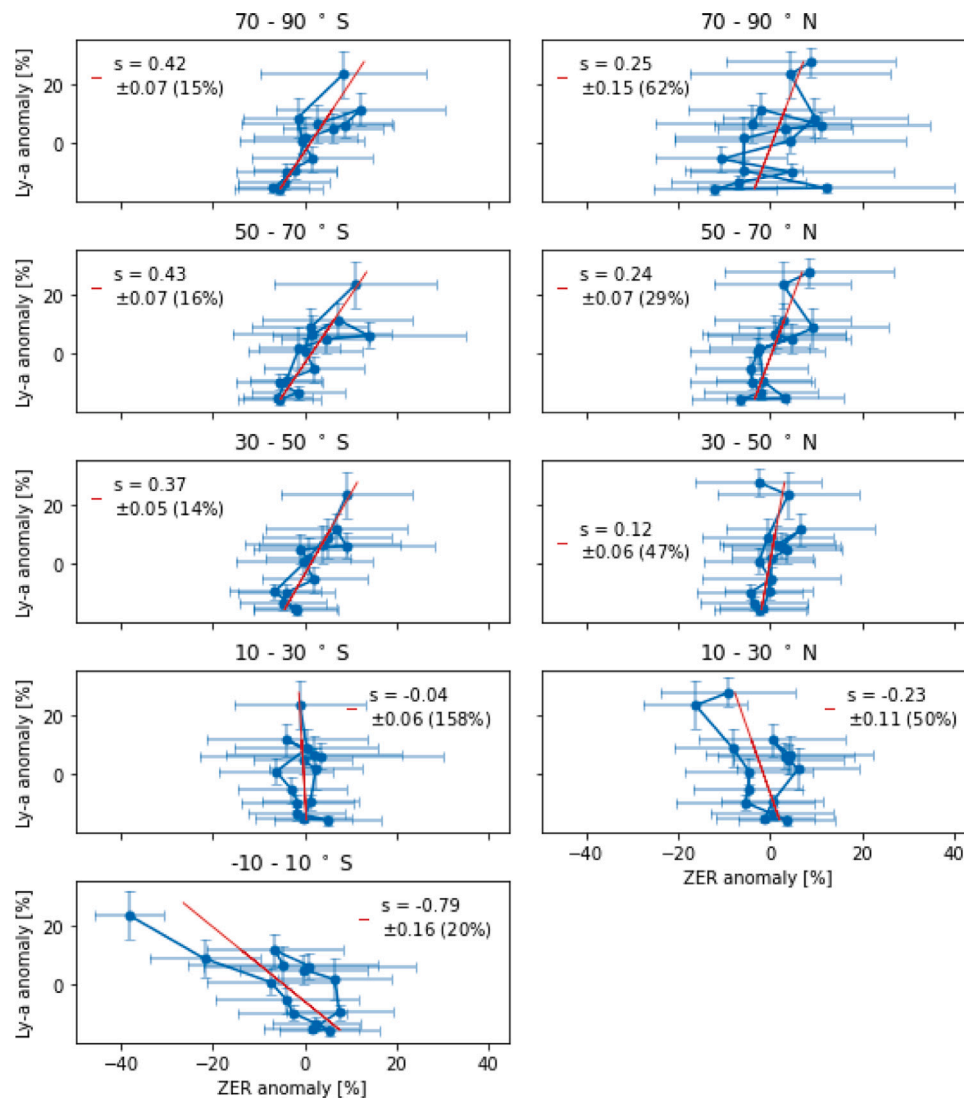 70 - 90 ° S
Ly-a anomaly [%]
20
0
s = 0.42
±0.07 (15%)
70 - 90 ° N
s = 0.25
±0.15 (62%)
50 - 70 ° S
Ly-a anomaly [%]
20
0
s = 0.43
±0.07 (16%)
50 - 70 ° N
s = 0.24
±0.07 (29%)
30 - 50 ° S
Ly-a anomaly [%]
20
0
s = 0.37
±0.05 (14%)
30 - 50 ° N
s = 0.12
±0.06 (47%)
10 - 30 ° S
Ly-a anomaly [%]
20
0
s = -0.04
±0.06 (158%)
10 - 30 ° N
s = -0.23
±0.11 (50%)
−40 −20 0 20 40
ZER anomaly [%]
-10 - 10 ° S
Ly-a anomaly [%]
20
0
s = -0.79
±0.16 (20%)
−40 −20 0 20 40
ZER anomaly [%]